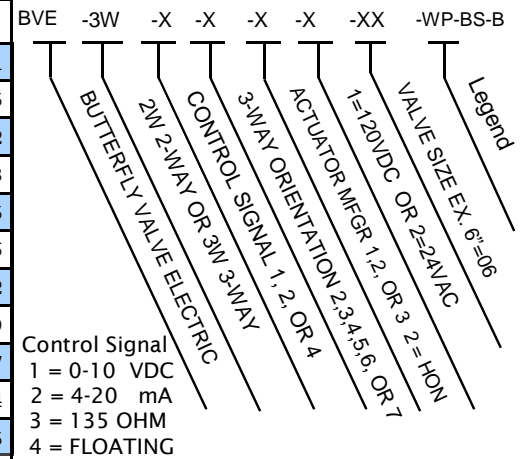 BVE -3W -X -X -X -X -XX -WP-BS-B
BUTTERFLY VALVE ELECTRIC
2W 2-WAY OR 3W 3-WAY
CONTROL SIGNAL 1, 2, OR 4
3-WAY ORIENTATION 2,3,4,5,6, OR 7
ACTUATOR MFGR 1,2, OR 3 2 = HON
1=120VDC OR 2=24VAC
VALVE SIZE EX. 6"=06
Legend
Control Signal
1 = 0-10 VDC
2 = 4-20 mA
3 = 135 OHM
4 = FLOATING